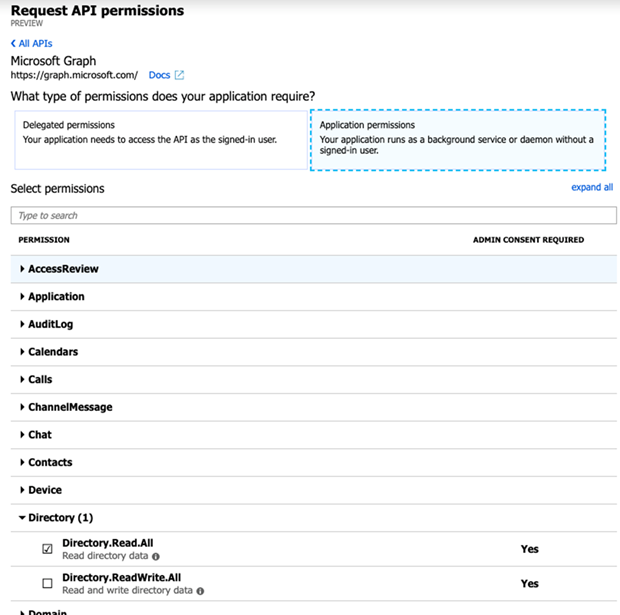 Request API permissions
PREVIEW
All APIs
Microsoft Graph
https://graph.microsoft.com/ Docs
What type of permissions does your application require?
Delegated permissions
Your application needs to access the API as the signed-in user.
Application permissions
Your application runs as a background service or daemon without a
signed-in user.
Select permissions
expand all
Type to search
PERMISSION ADMIN CONSENT REQUIRED
AccessReview
Application
AuditLog
Calendars
Calls
ChannelMessage
Chat
Contacts
Device
Directory (1)
Directory.Read.All
Read directory data
Yes
Directory.ReadWrite.All
Read and write directory data
Yes
Domain